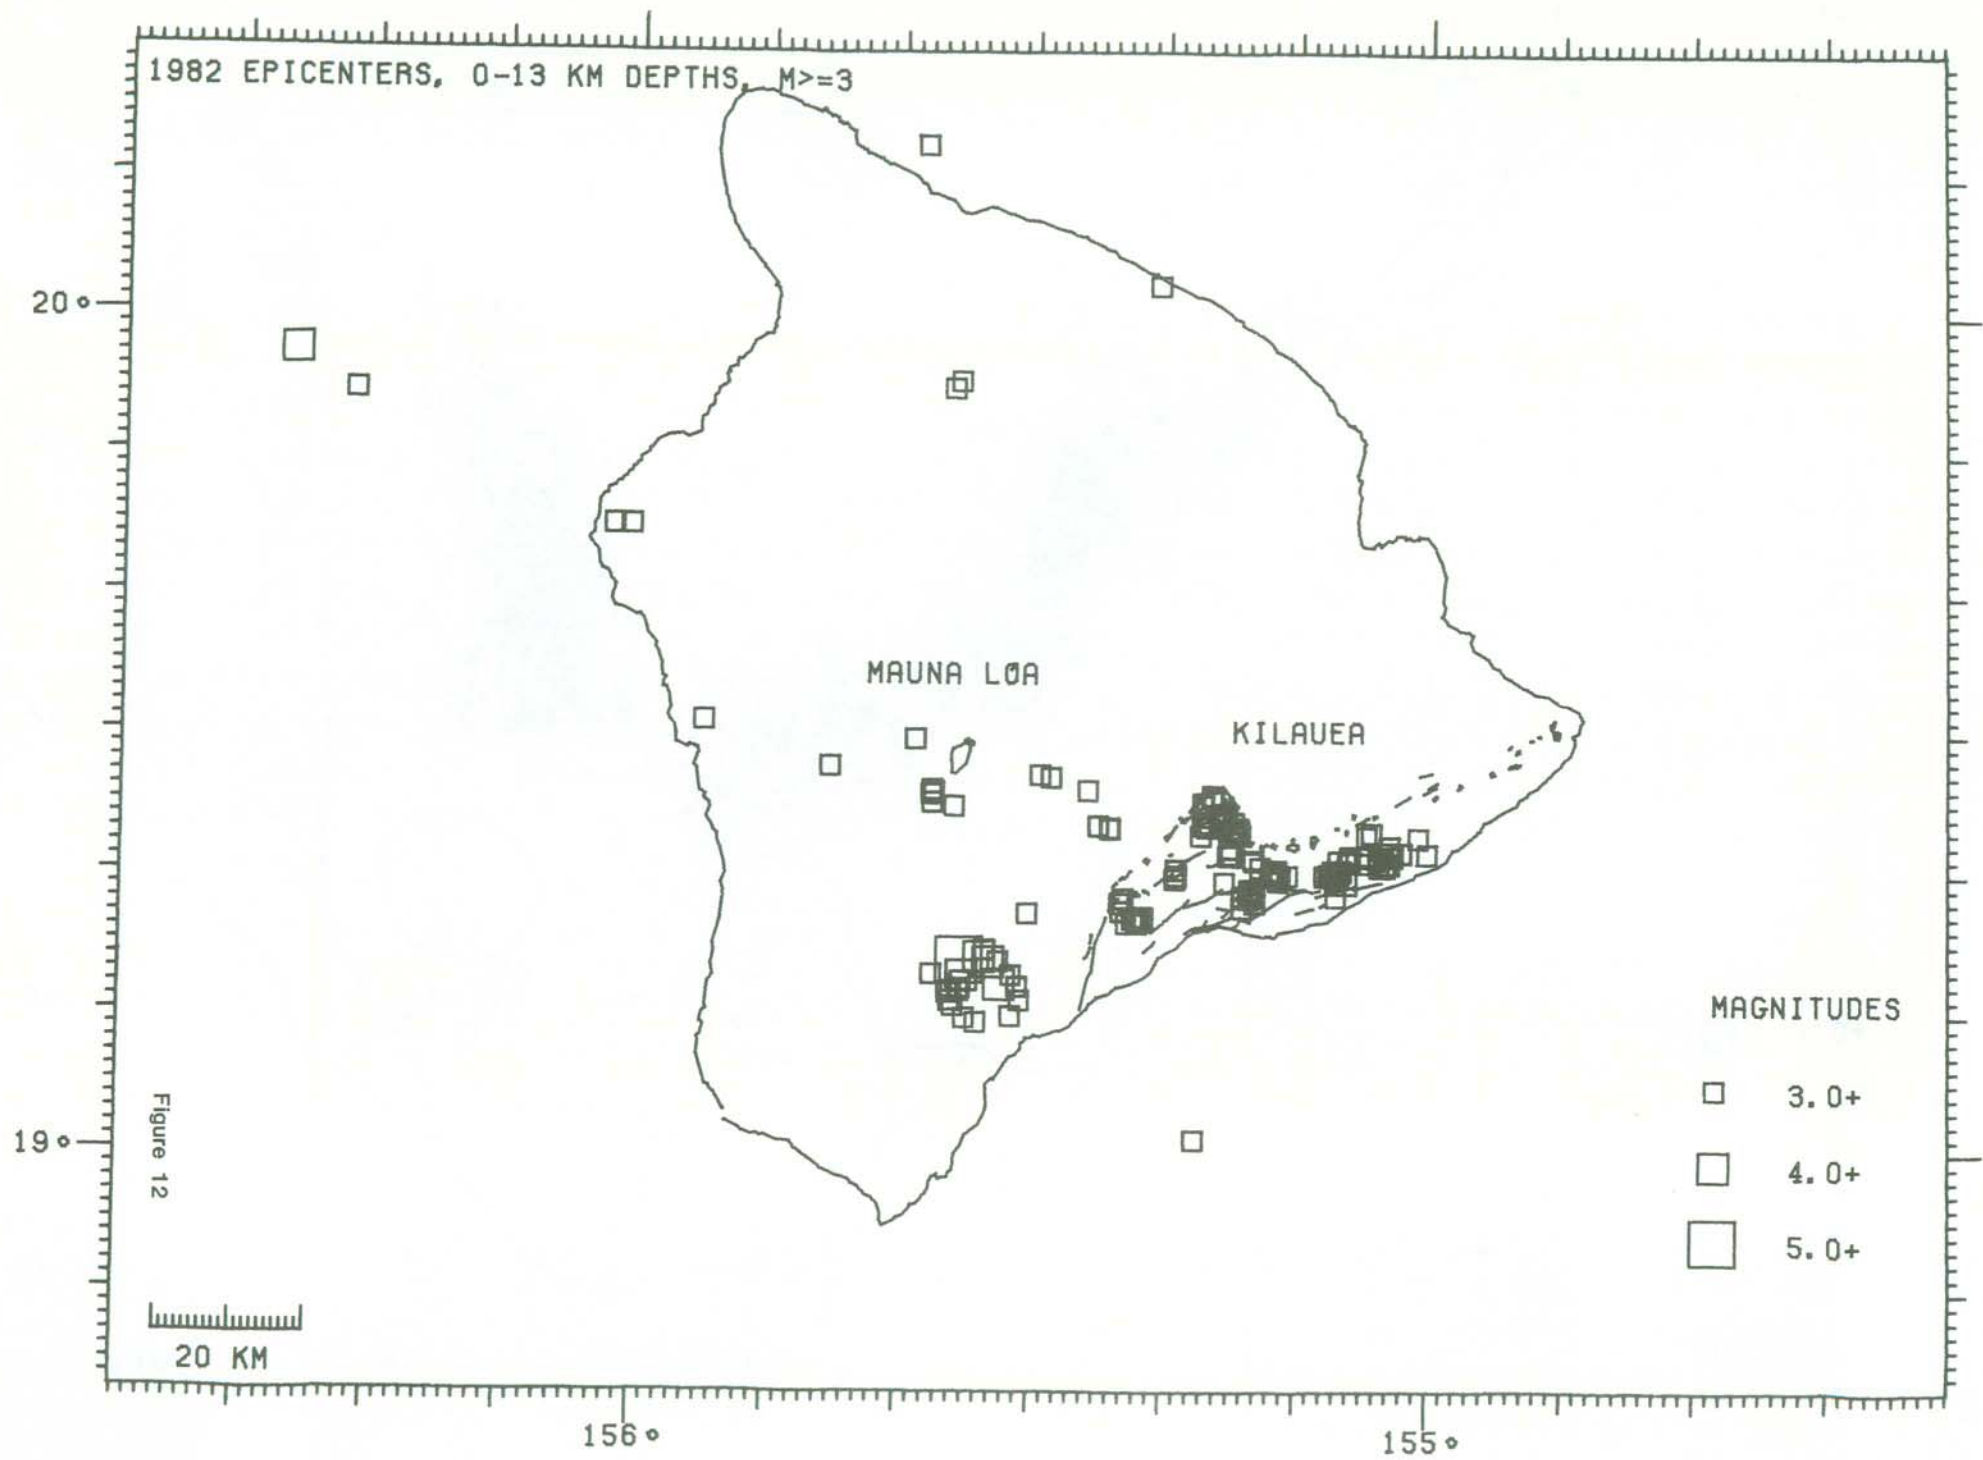 1982 EPICENTERS, 0-13 KM DEPTHS, M>=3
20°
MAUNA LOA
KILAUEA
MAGNITUDES
3.0+
4.0+
5.0+
19°
Figure 12
20 KM
156°
155°